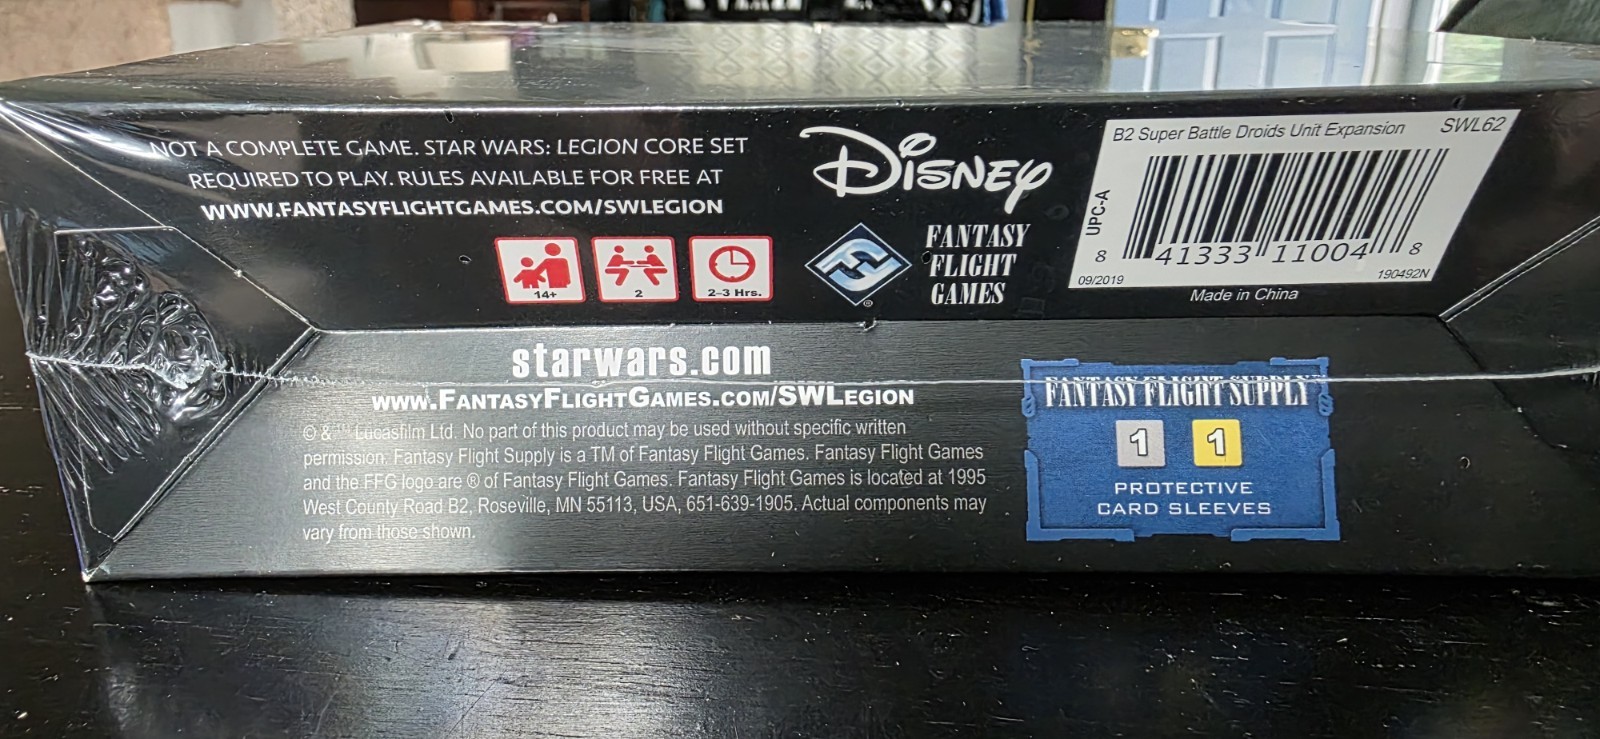 NOT A COMPLETE GAME. STAR WARS: LEGION CORE SET
REQUIRED TO PLAY. RULES AVAILABLE FOR FREE AT
WWW.FANTASYFLIGHTGAMES.COM/SWLEGION
14+
2
2–3 Hrs.
Disney
FANTASY
FLIGHT
GAMES
®
B2 Super Battle Droids Unit Expansion SWL62
UPC-A
8 41333 11004 8
09/2019 190492N
Made in China
starwars.com
www.FantasyFlightGames.com/SWLegion
© & ™ Lucasfilm Ltd. No part of this product may be used without specific written
permission. Fantasy Flight Supply is a TM of Fantasy Flight Games. Fantasy Flight Games
and the FFG logo are ® of Fantasy Flight Games. Fantasy Flight Games is located at 1995
West County Road B2, Roseville, MN 55113, USA, 651-639-1905. Actual components may
vary from those shown.
FANTASY FLIGHT SUPPLY™
1 1
PROTECTIVE
CARD SLEEVES